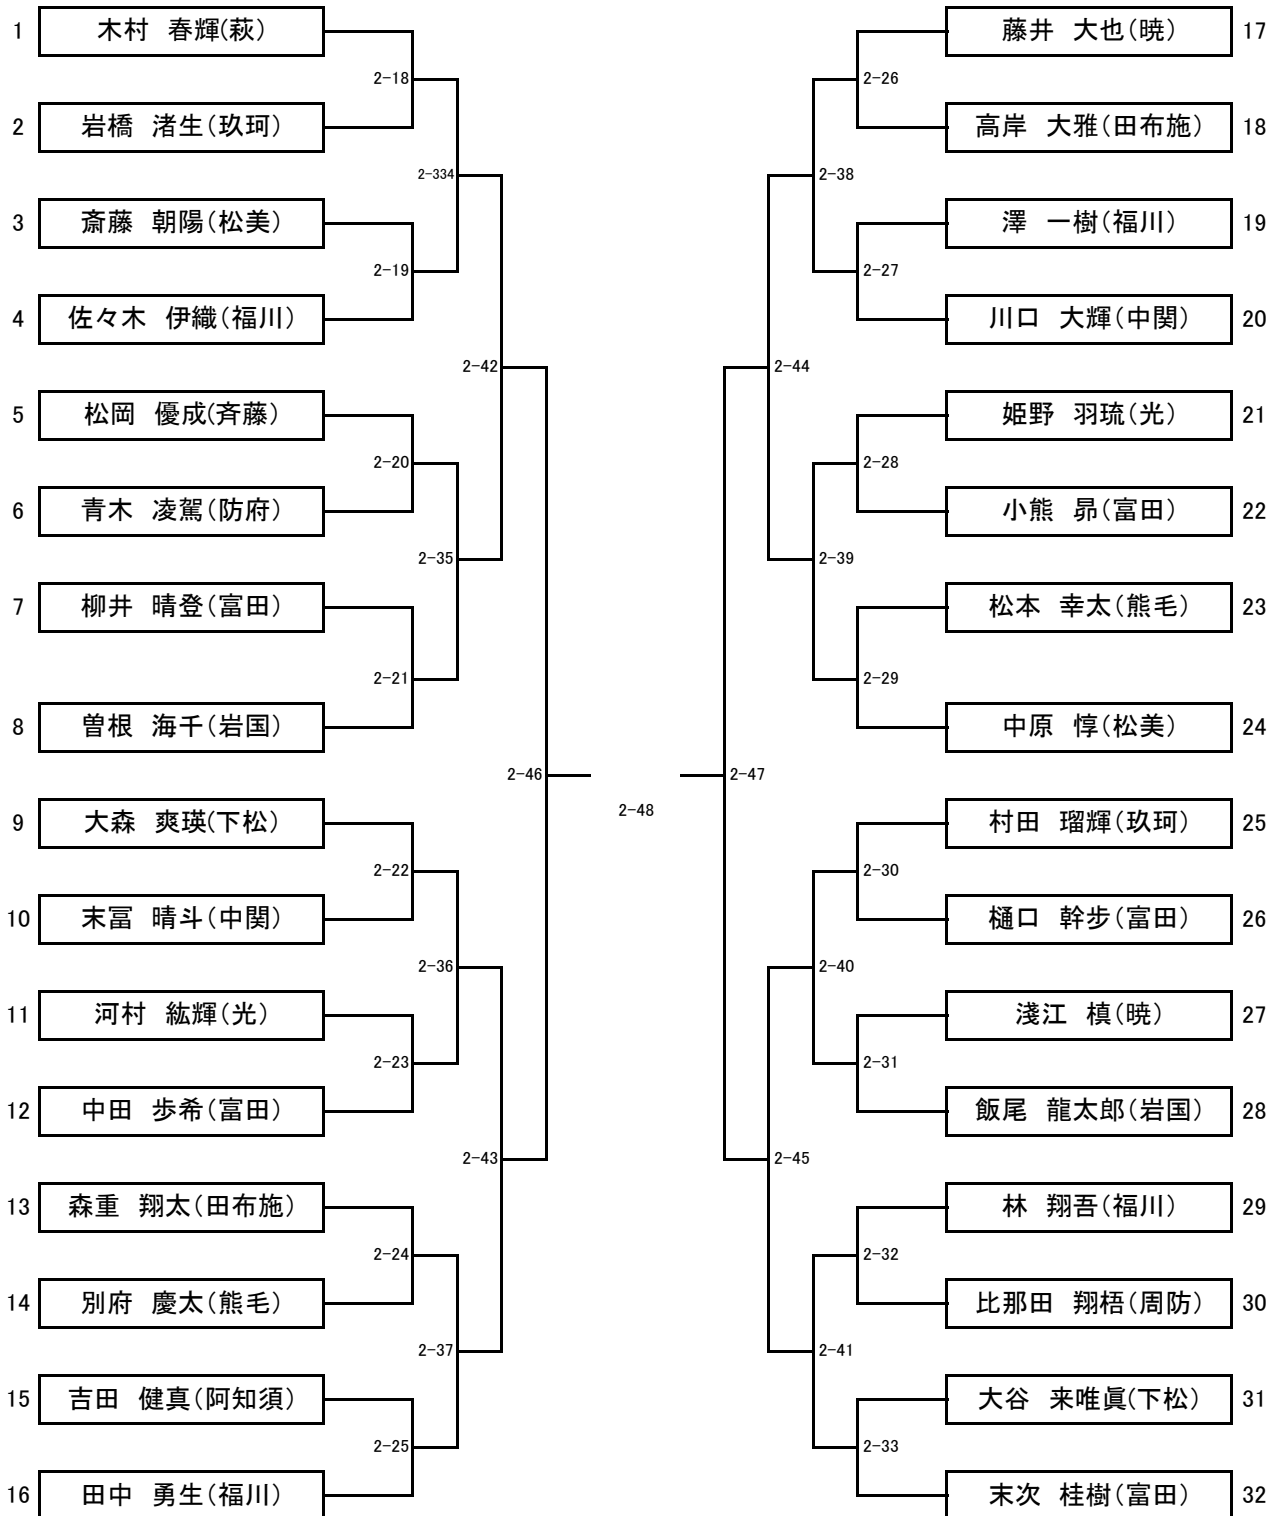 1 木村 春輝(萩)
2-18
2 岩橋 渚生(玖珂)
2-334
3 斎藤 朝陽(松美)
2-19
4 佐々木 伊織(福川)
2-42
5 松岡 優成(斉藤)
2-20
6 青木 凌駕(防府)
2-35
7 柳井 晴登(富田)
2-21
8 曽根 海千(岩国)
2-46
9 大森 爽瑛(下松)
2-22
10 末冨 晴斗(中関)
2-36
11 河村 紘輝(光)
2-23
12 中田 歩希(富田)
2-43
13 森重 翔太(田布施)
2-24
14 別府 慶太(熊毛)
2-37
15 吉田 健真(阿知須)
2-25
16 田中 勇生(福川)
2-48
藤井 大也(暁) 17
2-26
高岸 大雅(田布施) 18
2-38
澤 一樹(福川) 19
2-27
川口 大輝(中関) 20
2-44
姫野 羽琉(光) 21
2-28
小熊 昴(富田) 22
2-39
松本 幸太(熊毛) 23
2-29
中原 惇(松美) 24
2-47
村田 瑠輝(玖珂) 25
2-30
樋口 幹歩(富田) 26
2-40
淺江 槙(暁) 27
2-31
飯尾 龍太郎(岩国) 28
2-45
林 翔吾(福川) 29
2-32
比那田 翔梧(周防) 30
2-41
大谷 来唯眞(下松) 31
2-33
末次 桂樹(富田) 32